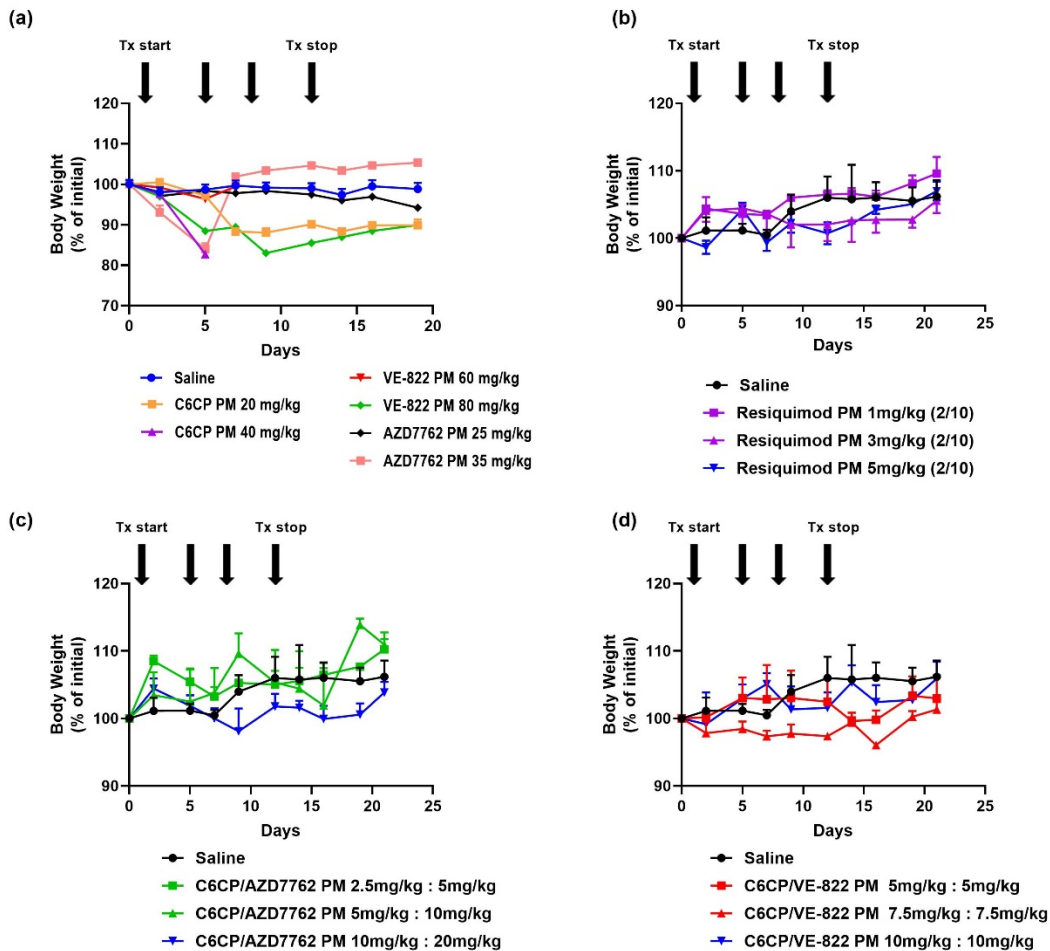 (a)
Tx start
Tx stop
120
110
100
90
80
70
Body Weight
(% of initial)
0
5
10
15
20
Days
Saline
C6CP PM 20 mg/kg
C6CP PM 40 mg/kg
VE-822 PM 60 mg/kg
VE-822 PM 80 mg/kg
AZD7762 PM 25 mg/kg
AZD7762 PM 35 mg/kg
(b)
Tx start
Tx stop
120
110
100
90
Body Weight
(% of initial)
0
5
10
15
20
25
Days
Saline
Resiquimod PM 1mg/kg (2/10)
Resiquimod PM 3mg/kg (2/10)
Resiquimod PM 5mg/kg (2/10)
(c)
Tx start
Tx stop
120
110
100
90
Body Weight
(% of initial)
0
5
10
15
20
25
Days
Saline
C6CP/AZD7762 PM 2.5mg/kg : 5mg/kg
C6CP/AZD7762 PM 5mg/kg : 10mg/kg
C6CP/AZD7762 PM 10mg/kg : 20mg/kg
(d)
Tx start
Tx stop
120
110
100
90
Body Weight
(% of initial)
0
5
10
15
20
25
Days
Saline
C6CP/VE-822 PM 5mg/kg : 5mg/kg
C6CP/VE-822 PM 7.5mg/kg : 7.5mg/kg
C6CP/VE-822 PM 10mg/kg : 10mg/kg